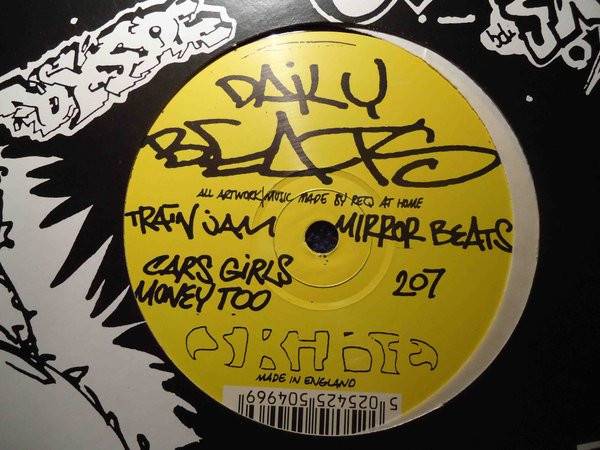 DAiLY
BEATS
ALL ARTWORK/MUSIC MADE BY REQ AT HOME
TRAiN JAM
MIRROR BEATS
CARS GiRLS
MONEY TOO
207
MADE IN ENGLAND
5 025425 504969